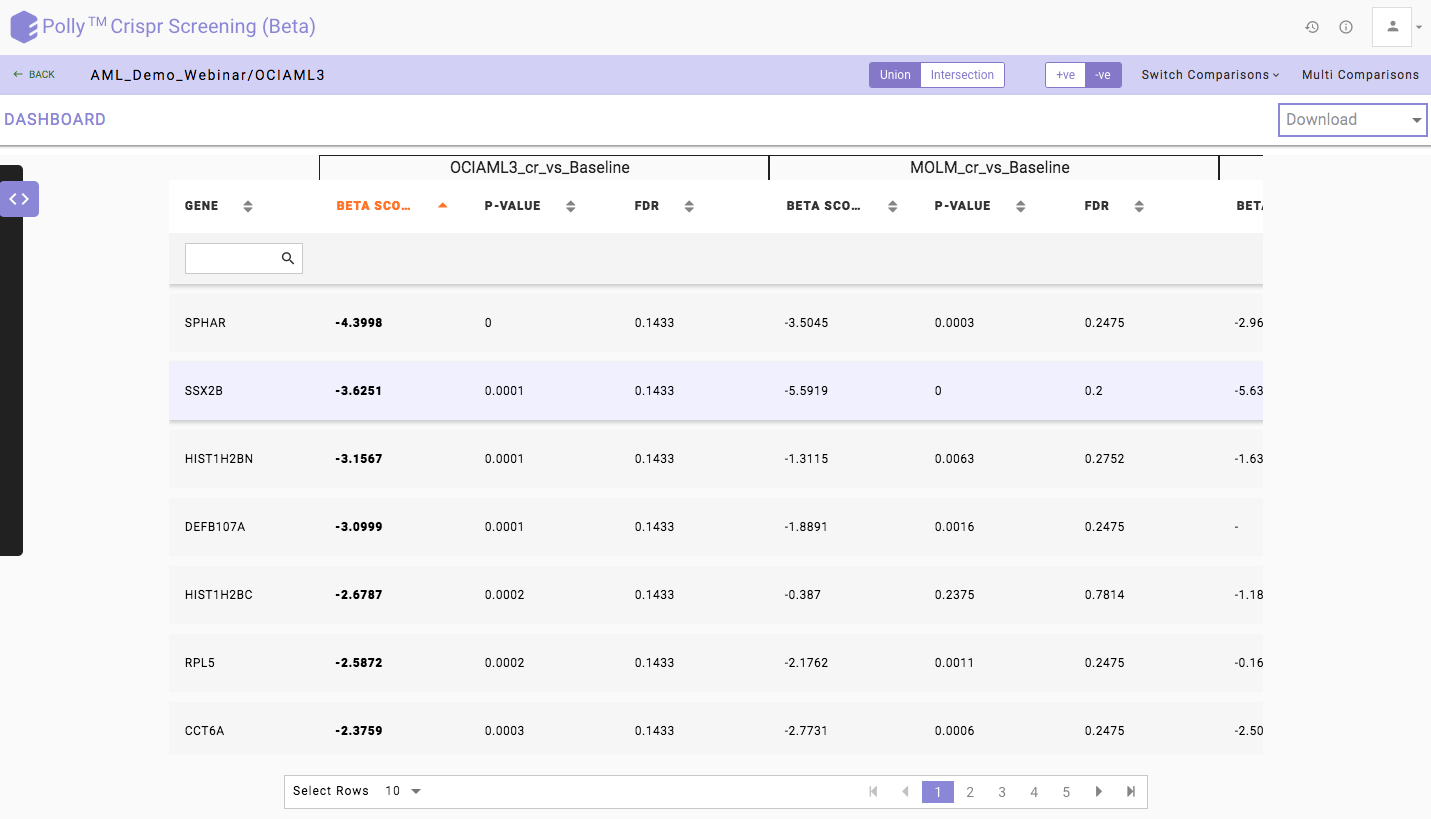 Polly™ Crispr Screening (Beta)
← BACK AML_Demo_Webinar/OCIAML3 Union Intersection +ve -ve Switch Comparisons Multi Comparisons
DASHBOARD Download
OCIAML3_cr_vs_Baseline MOLM_cr_vs_Baseline
GENE BETA SCO... P-VALUE FDR BETA SCO... P-VALUE FDR BETA
SPHAR -4.3998 0 0.1433 -3.5045 0.0003 0.2475 -2.96
SSX2B -3.6251 0.0001 0.1433 -5.5919 0 0.2 -5.63
HIST1H2BN -3.1567 0.0001 0.1433 -1.3115 0.0063 0.2752 -1.63
DEFB107A -3.0999 0.0001 0.1433 -1.8891 0.0016 0.2475 -
HIST1H2BC -2.6787 0.0002 0.1433 -0.387 0.2375 0.7814 -1.18
RPL5 -2.5872 0.0002 0.1433 -2.1762 0.0011 0.2475 -0.16
CCT6A -2.3759 0.0003 0.1433 -2.7731 0.0006 0.2475 -2.50
Select Rows 10 1 2 3 4 5